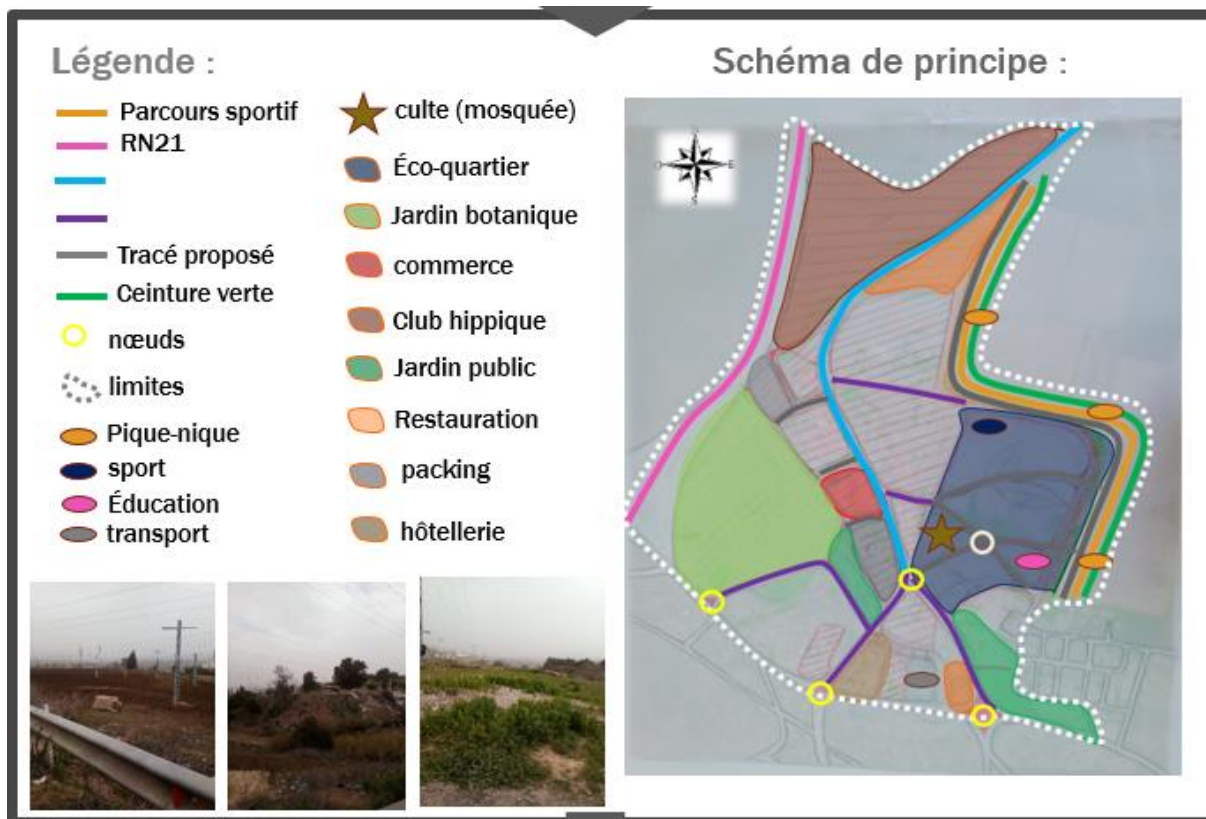 Légende :
Parcours sportif
RN21
Tracé proposé
Ceinture verte
nœuds
limites
Pique-nique
sport
Éducation
transport
culte (mosquée)
Éco-quartier
Jardin botanique
commerce
Club hippique
Jardin public
Restauration
packing
hôtellerie
Schéma de principe :